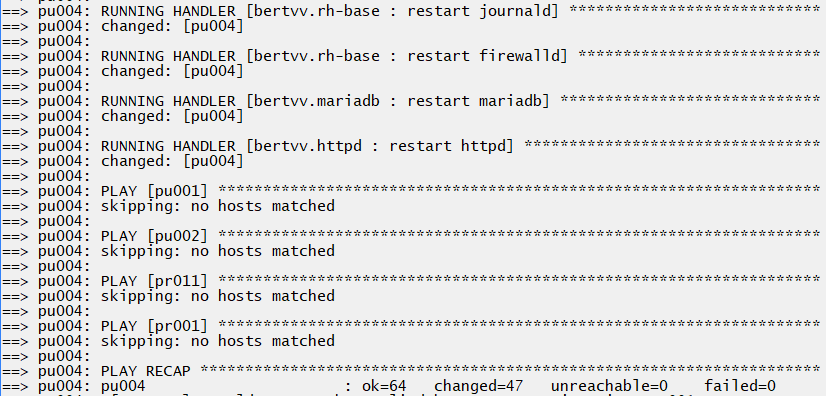 ==> pu004:
==> pu004: RUNNING HANDLER [bertvv.rh-base : restart journald] ****************************
==> pu004: changed: [pu004]
==> pu004:
==> pu004: RUNNING HANDLER [bertvv.rh-base : restart firewalld] ***************************
==> pu004: changed: [pu004]
==> pu004:
==> pu004: RUNNING HANDLER [bertvv.mariadb : restart mariadb] *****************************
==> pu004: changed: [pu004]
==> pu004:
==> pu004: RUNNING HANDLER [bertvv.httpd : restart httpd] *********************************
==> pu004: changed: [pu004]
==> pu004:
==> pu004: PLAY [pu001] *******************************************************************
==> pu004: skipping: no hosts matched
==> pu004:
==> pu004: PLAY [pu002] *******************************************************************
==> pu004: skipping: no hosts matched
==> pu004:
==> pu004: PLAY [pr011] *******************************************************************
==> pu004: skipping: no hosts matched
==> pu004:
==> pu004: PLAY [pr001] *******************************************************************
==> pu004: skipping: no hosts matched
==> pu004:
==> pu004: PLAY RECAP *********************************************************************
==> pu004: pu004                      : ok=64   changed=47   unreachable=0    failed=0